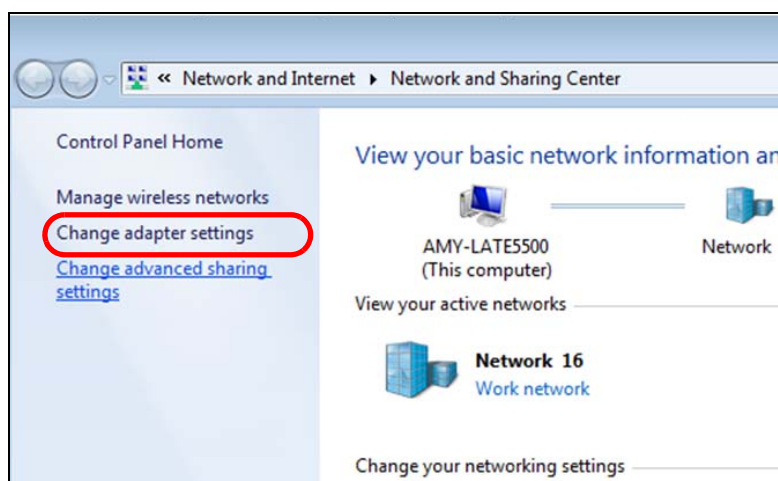 « Network and Internet ▸ Network and Sharing Center
Control Panel Home
Manage wireless networks
Change adapter settings
Change advanced sharing
settings
View your basic network information an
AMY-LATE5500
(This computer)
Network
View your active networks
Network 16
Work network
Change your networking settings